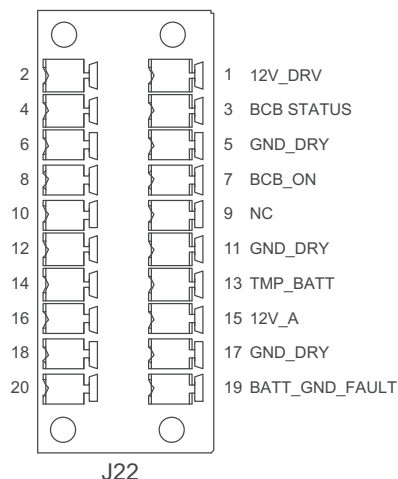 2 1 12V_DRV
4 3 BCB STATUS
6 5 GND_DRY
8 7 BCB_ON
10 9 NC
12 11 GND_DRY
14 13 TMP_BATT
16 15 12V_A
18 17 GND_DRY
20 19 BATT_GND_FAULT
J22